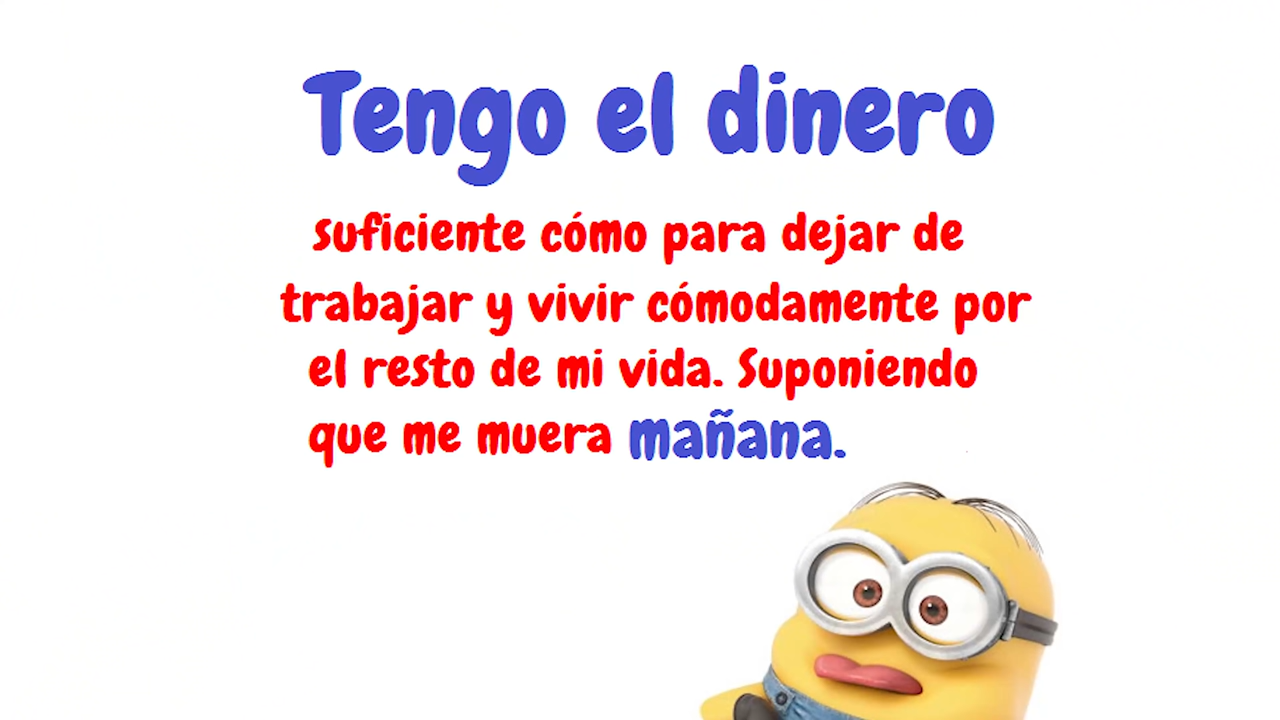 Tengo el dinero
suficiente cómo para dejar de
trabajar y vivir cómodamente por
el resto de mi vida. Suponiendo
que me muera mañana.